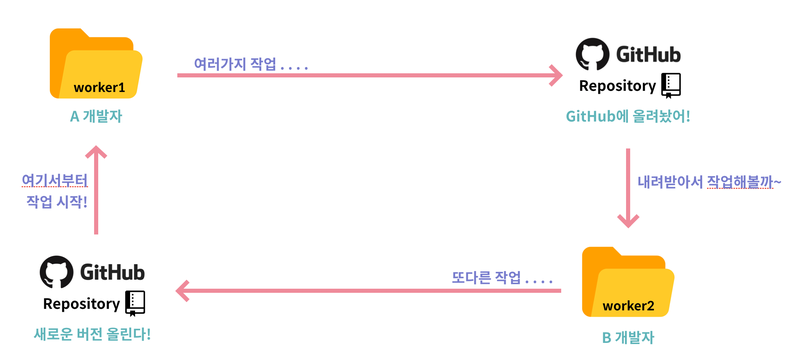 worker1
A 개발자
여러가지 작업 . . . .
GitHub
Repository
GitHub에 올려놨어!
내려받아서 작업해볼까~
worker2
B 개발자
또다른 작업 . . . .
GitHub
Repository
새로운 버전 올린다!
여기서부터
작업 시작!